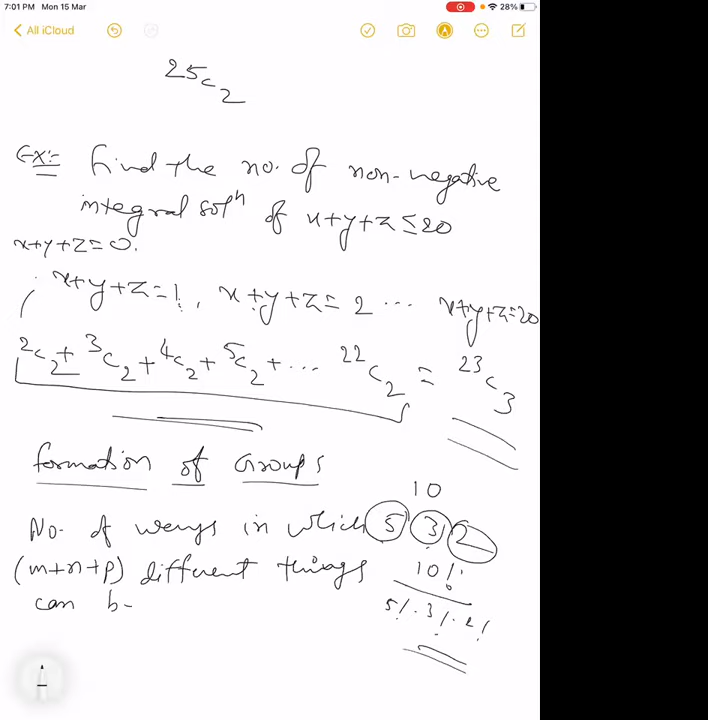 7:01 PM Mon 15 Mar
28%
All iCloud
25c2
Ex:- Find the no. of non-negative
integral solⁿ of x+y+z≤20
x+y+z=0.
x+y+z=1, x+y+z=2 ... x+y+z=20
²c₂+³c₂+⁴c₂+⁵c₂+...²²c₂=²³c₃
Formation of Groups
10
No. of ways in which 5 3 2
(m+n+p) different things
10!
can b
5!.3!.2!